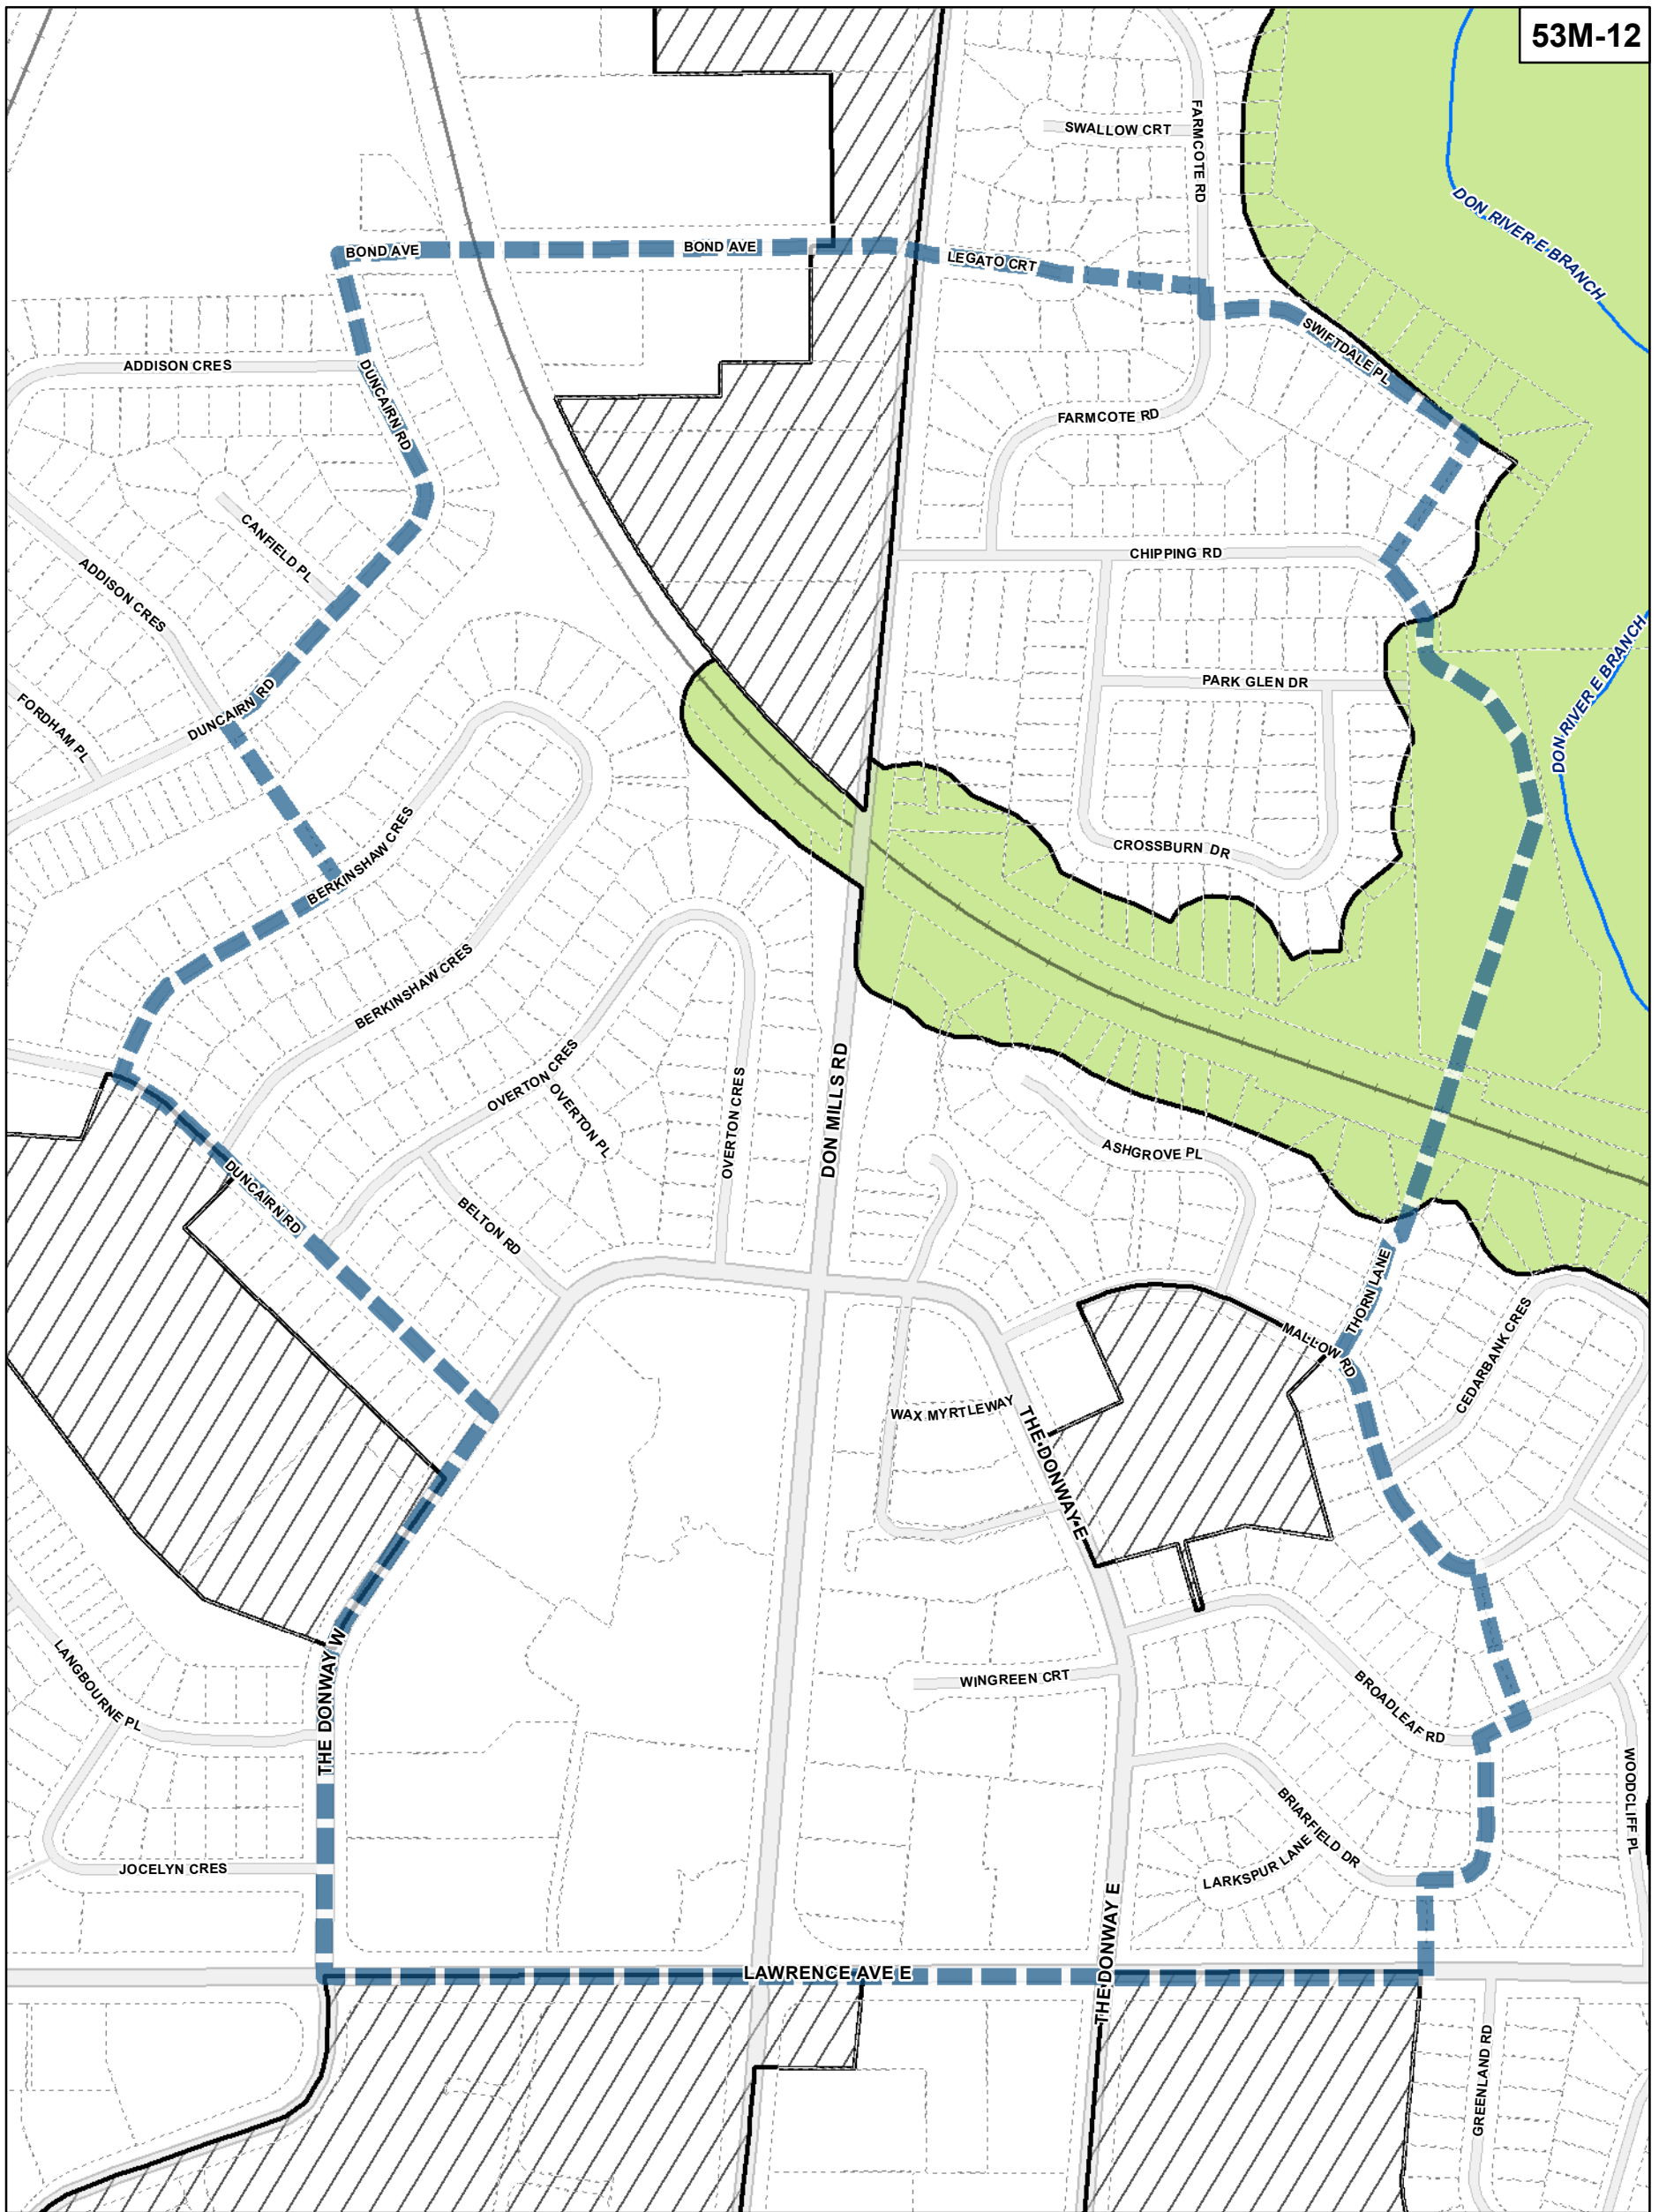 53M-12
SWALLOW CRT
FARMCOTE RD
DON RIVER E BRANCH
BOND AVE
BOND AVE
LEGATO CRT
SWIFTDALE PL
ADDISON CRES
DUNCAIRN RD
FARMCOTE RD
CANFIELD PL
ADDISON CRES
CHIPPING RD
FORDHAM PL
DUNCAIRN RD
PARK GLEN DR
DON RIVER E BRANCH
BERKINSHAW CRES
CROSSBURN DR
BERKINSHAW CRES
OVERTON CRES
OVERTON PL
OVERTON CRES
DON MILLS RD
ASHGROVE PL
DUNCAIRN RD
BELTON RD
THORN LANE
MALLOW RD
CEDARBANK CRES
WAX MYRTLEWAY
THE DONWAY E
LANGBOURNE PL
THE DONWAY W
WINGREEN CRT
BROADLEAF RD
WOODCLIFF PL
BRIARFIELD DR
LARKSPUR LANE
JOCELYN CRES
THE DONWAY E
LAWRENCE AVE E
GREENLAND RD